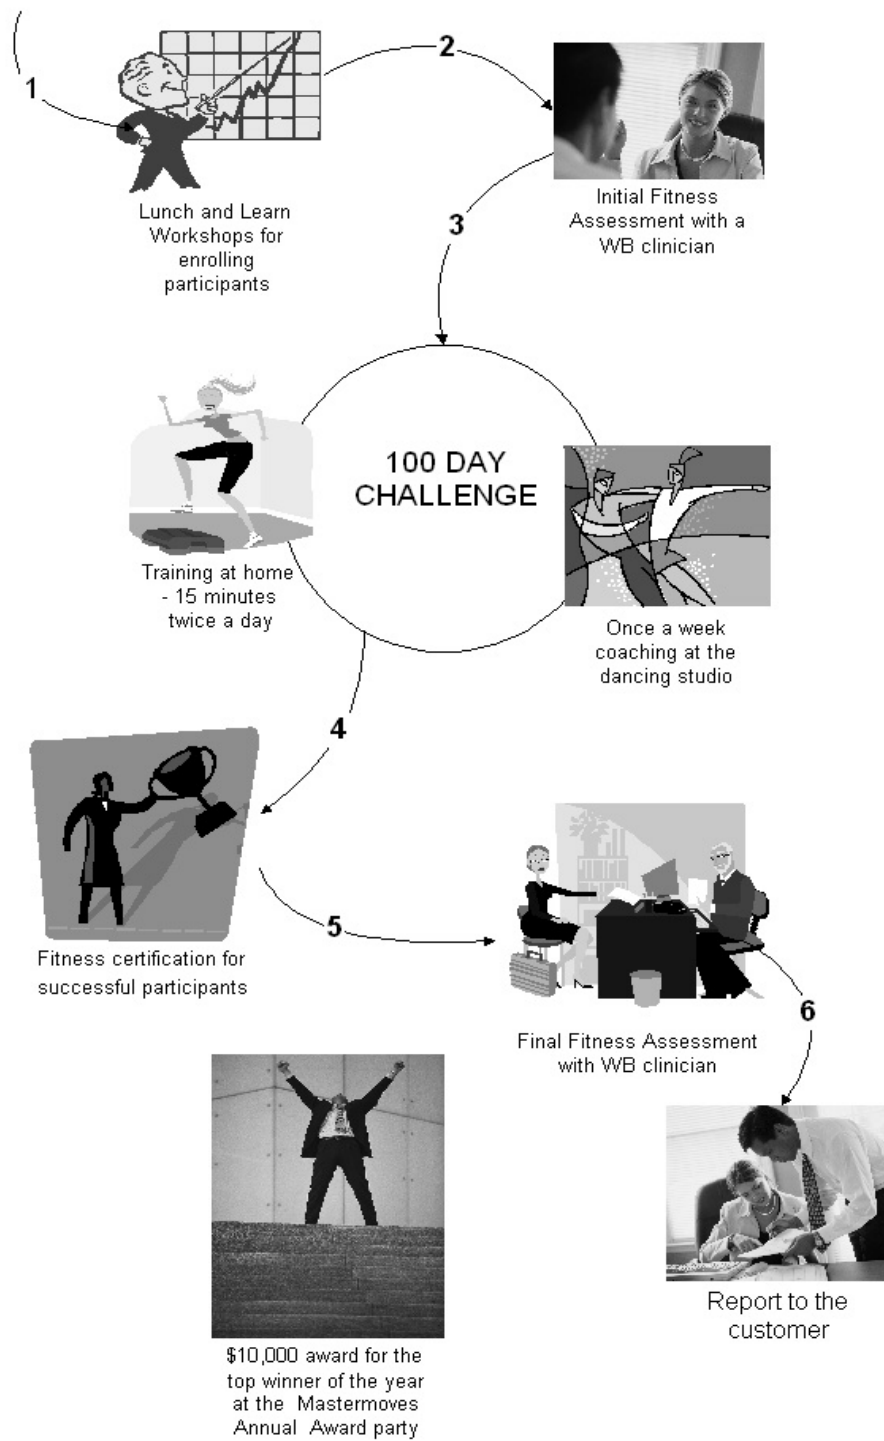 1
2
Lunch and Learn
Workshops for
enrolling
participants
Initial Fitness
Assessment with a
WB clinician
3
100 DAY
CHALLENGE
Training at home
- 15 minutes
twice a day
Once a week
coaching at the
dancing studio
4
Fitness certification for
successful participants
5
Final Fitness Assessment
with WB clinician
6
Report to the
customer
$10,000 award for the
top winner of the year
at the Mastermoves
Annual Award party